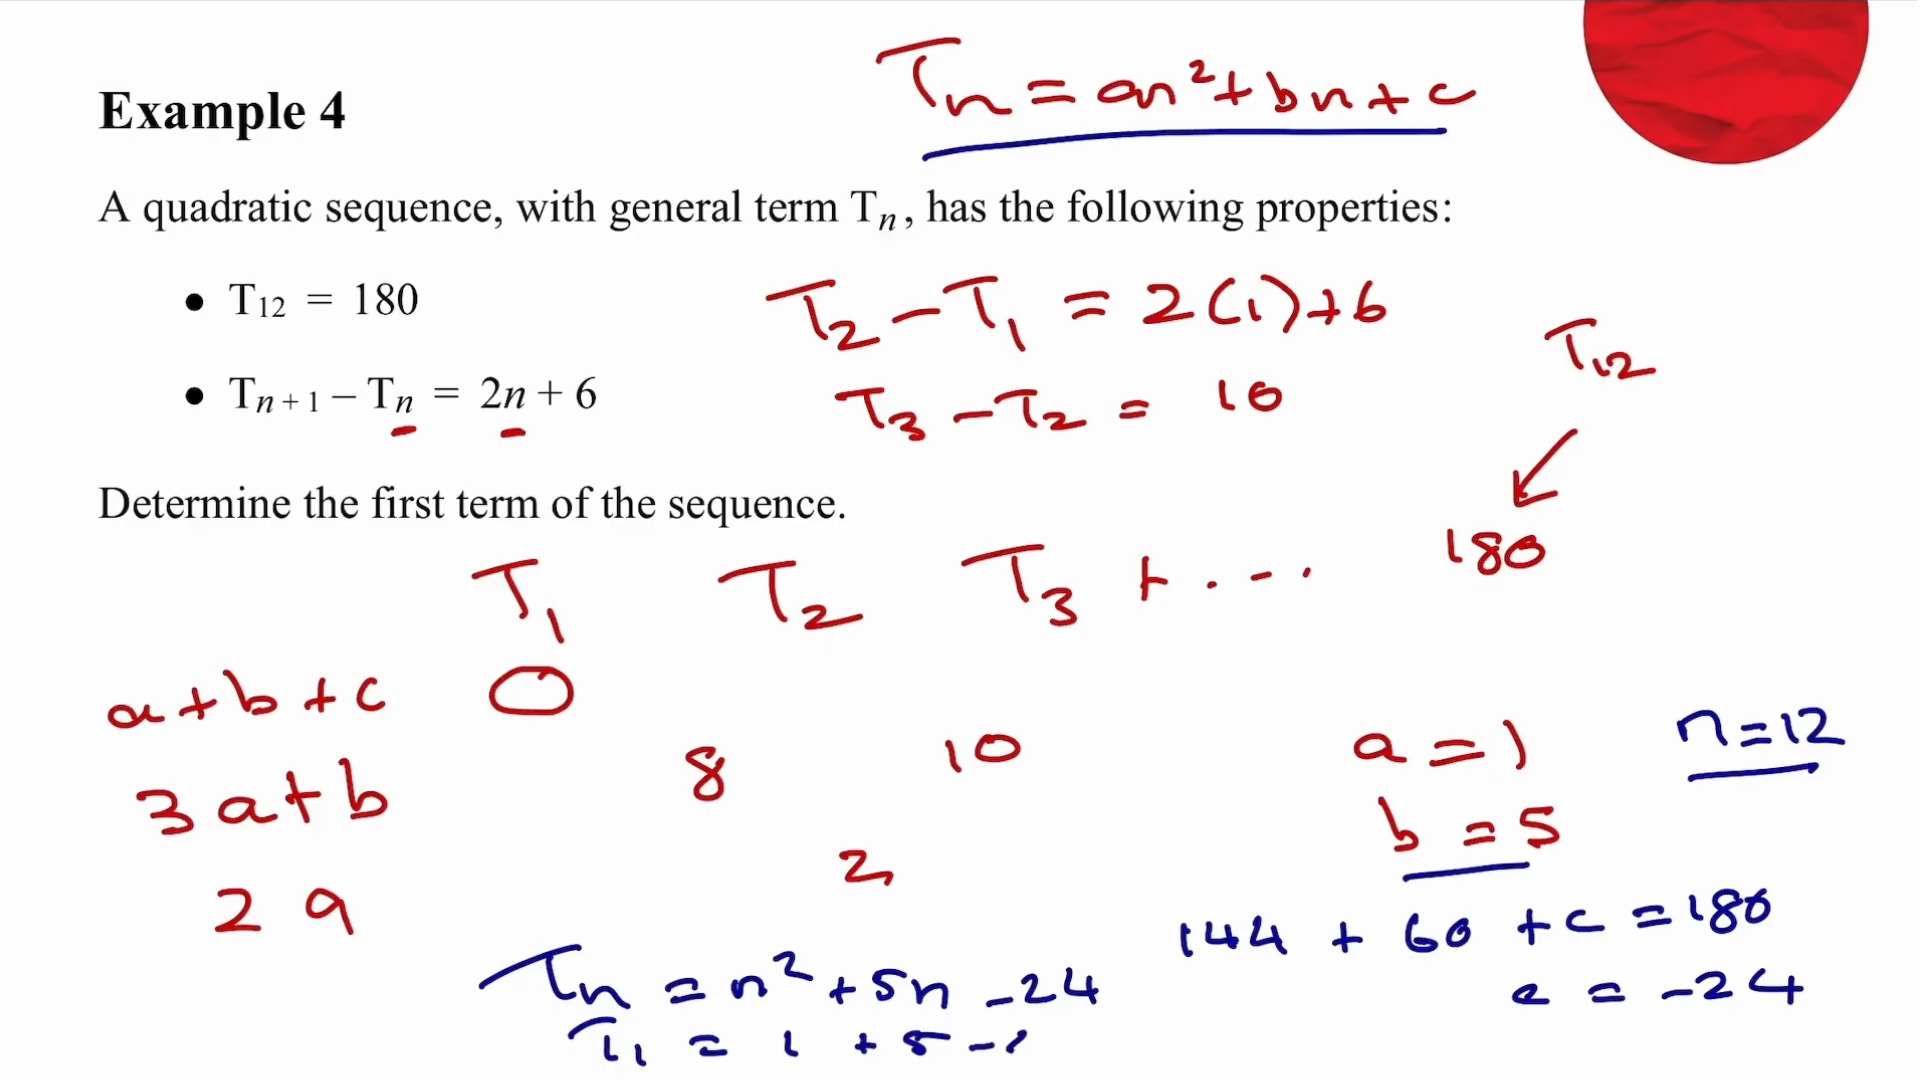 Tn = an² + bn + c
Example 4
A quadratic sequence, with general term Tn, has the following properties:
• T12 = 180
T2 − T1 = 2(1)+6
T12
• Tn+1 − Tn = 2n + 6
T3 − T2 = 10
Determine the first term of the sequence.
180
T1 T2 T3 + ...
a+b+c
8 10
a = 1
n = 12
3a+b
b = 5
2
2a
144 + 60 + c = 180
Tn = n² + 5n − 24
c = −24
T1 = 1 + 5 −